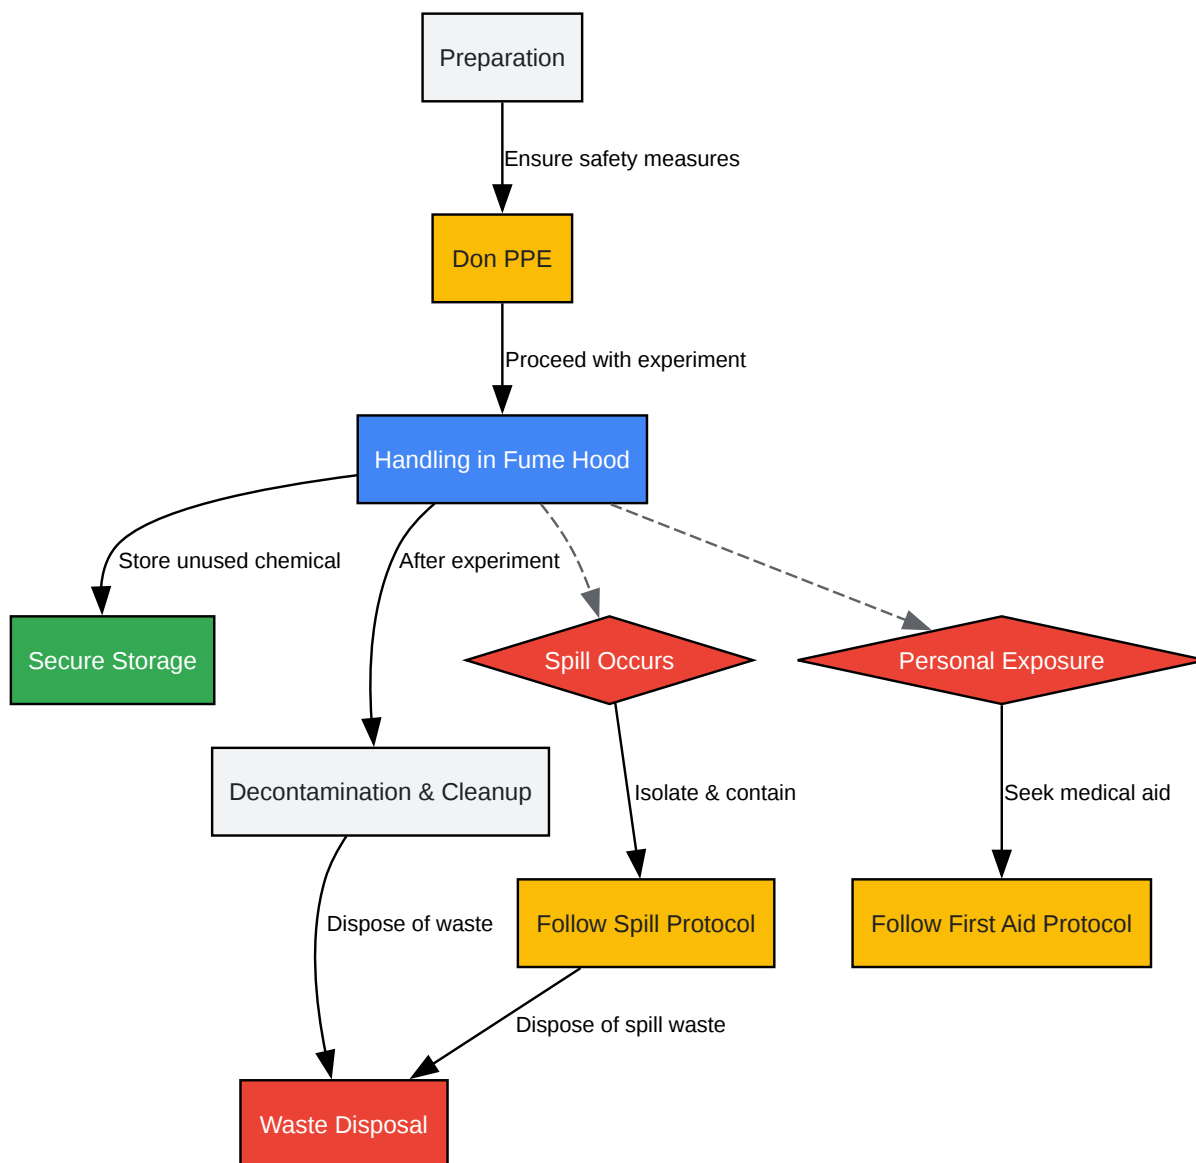 Preparation
Ensure safety measures
Don PPE
Proceed with experiment
Handling in Fume Hood
Store unused chemical
After experiment
Secure Storage
Spill Occurs
Personal Exposure
Decontamination & Cleanup
Isolate & contain
Seek medical aid
Dispose of waste
Follow Spill Protocol
Follow First Aid Protocol
Dispose of spill waste
Waste Disposal